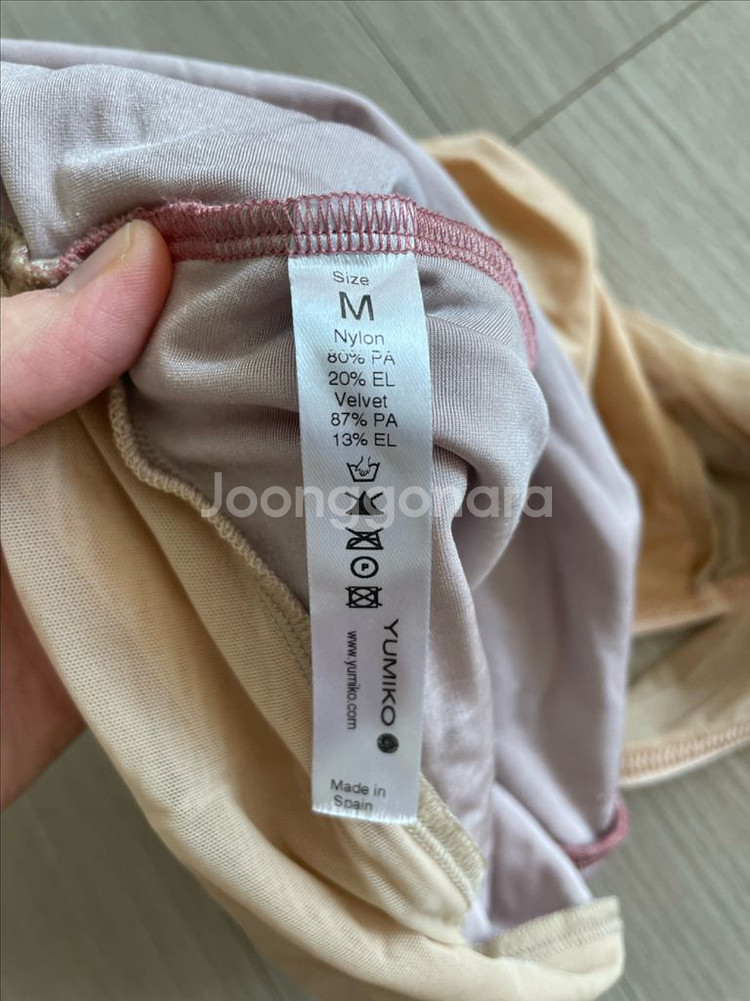 Size
M
Nylon
80% PA
20% EL
Velvet
87% PA
13% EL
Joonggonara
P
YUMIKO
www.yumiko.com
Made in
Spain